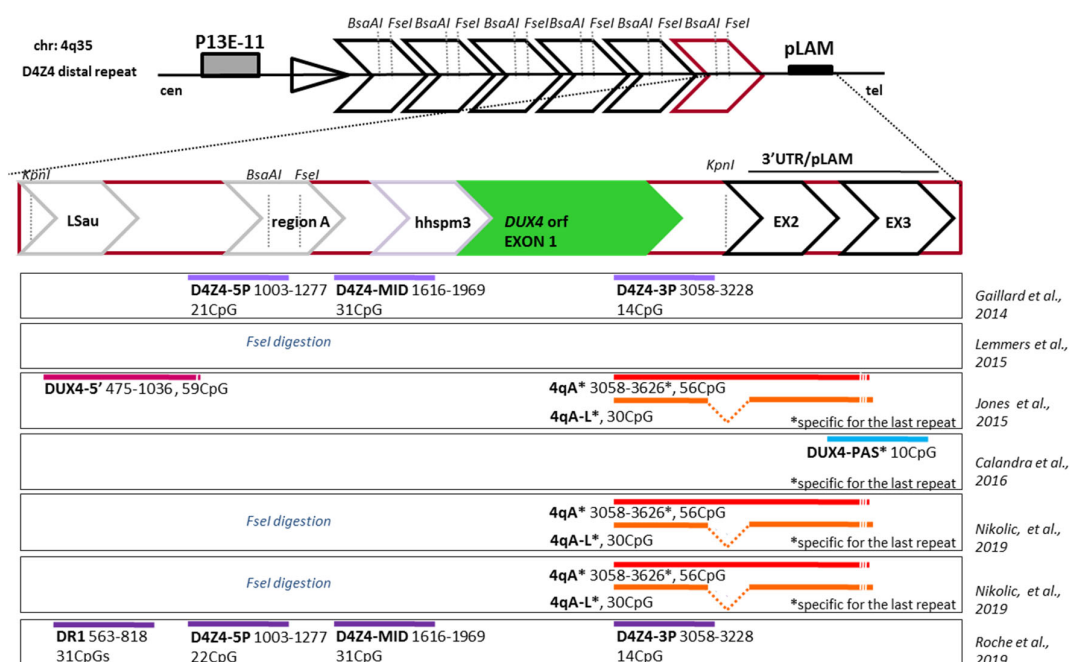 BsaAI FseI BsaAI FseI BsaAI FseI BsaAI FseI BsaAI FseI BsaAI FseI
chr: 4q35
P13E-11
pLAM
D4Z4 distal repeat
cen
tel
KpnI
BsaAI FseI
KpnI
3'UTR/pLAM
LSau
region A
hhspm3
DUX4 orf
EXON 1
EX2
EX3
D4Z4-5P 1003-1277
21CpG
D4Z4-MID 1616-1969
31CpG
D4Z4-3P 3058-3228
14CpG
Gaillard et al.,
2014
FseI digestion
Lemmers et al.,
2015
DUX4-5' 475-1036, 59CpG
4qA* 3058-3626*, 56CpG
4qA-L*, 30CpG
*specific for the last repeat
Jones et al.,
2015
DUX4-PAS* 10CpG
*specific for the last repeat
Calandra et al.,
2016
FseI digestion
4qA* 3058-3626*, 56CpG
4qA-L*, 30CpG
*specific for the last repeat
Nikolic, et al.,
2019
FseI digestion
4qA* 3058-3626*, 56CpG
4qA-L*, 30CpG
*specific for the last repeat
Nikolic, et al.,
2019
DR1 563-818
31CpGs
D4Z4-5P 1003-1277
22CpG
D4Z4-MID 1616-1969
31CpG
D4Z4-3P 3058-3228
14CpG
Roche et al.,
2019